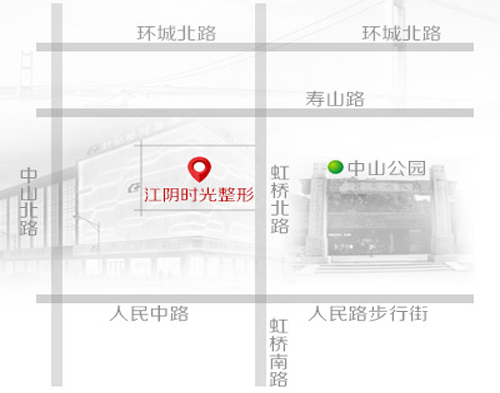 环城北路
环城北路
寿山路
中山北路
江阴时光整形
虹桥北路
中山公园
人民中路
人民路步行街
虹桥南路